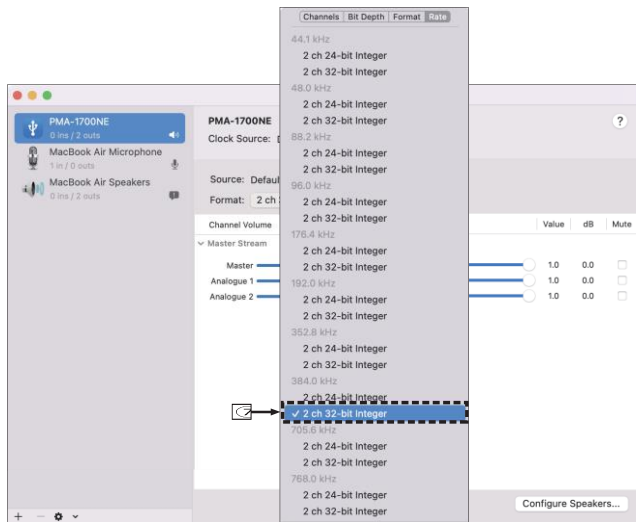 Channels Bit Depth Format Rate
44.1 kHz
2 ch 24-bit Integer
2 ch 32-bit Integer
48.0 kHz
2 ch 24-bit Integer
2 ch 32-bit Integer
88.2 kHz
2 ch 24-bit Integer
2 ch 32-bit Integer
96.0 kHz
2 ch 24-bit Integer
2 ch 32-bit Integer
176.4 kHz
2 ch 24-bit Integer
2 ch 32-bit Integer
192.0 kHz
2 ch 24-bit Integer
2 ch 32-bit Integer
352.8 kHz
2 ch 24-bit Integer
2 ch 32-bit Integer
384.0 kHz
2 ch 24-bit Integer
✓ 2 ch 32-bit Integer
705.6 kHz
2 ch 24-bit Integer
2 ch 32-bit Integer
768.0 kHz
2 ch 24-bit Integer
2 ch 32-bit Integer
PMA-1700NE
0 ins / 2 outs
MacBook Air Microphone
1 in / 0 outs
MacBook Air Speakers
0 ins / 2 outs
PMA-1700NE
?
Clock Source:
Source: Defaul
Format: 2 ch
Channel Volume Value dB Mute
Master Stream
Master 1.0 0.0
Analogue 1 1.0 0.0
Analogue 2 1.0 0.0
Configure Speakers...